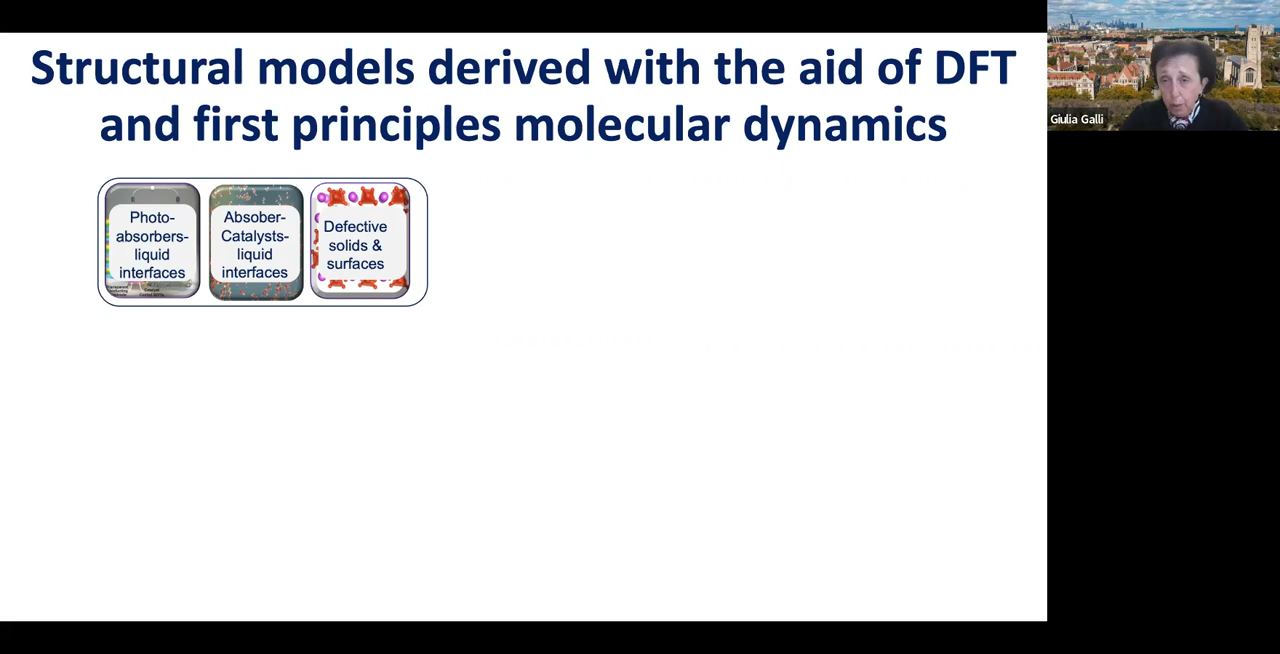 Structural models derived with the aid of DFT
and first principles molecular dynamics
Giulia Galli
Photo-
absorbers-
liquid
interfaces
Absober-
Catalysts-
liquid
interfaces
Defective
solids &
surfaces